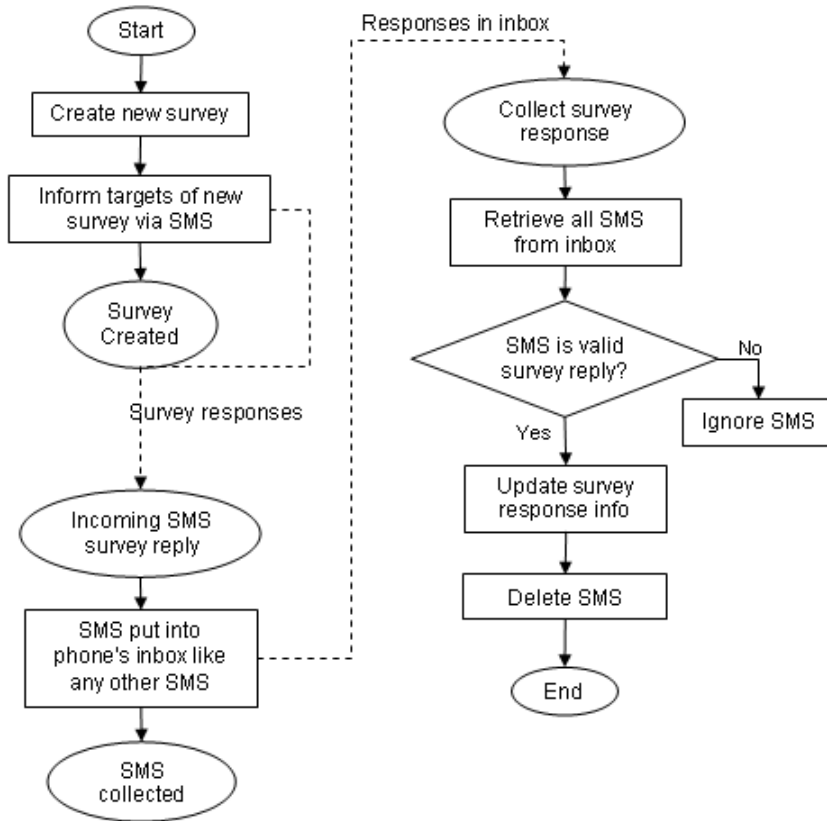 Start
Create new survey
Inform targets of new
survey via SMS
Survey
Created
Survey responses
Incoming SMS
survey reply
SMS put into
phone's inbox like
any other SMS
SMS
collected
Responses in inbox
Collect survey
response
Retrieve all SMS
from inbox
SMS is valid
survey reply?
No
Ignore SMS
Yes
Update survey
response info
Delete SMS
End